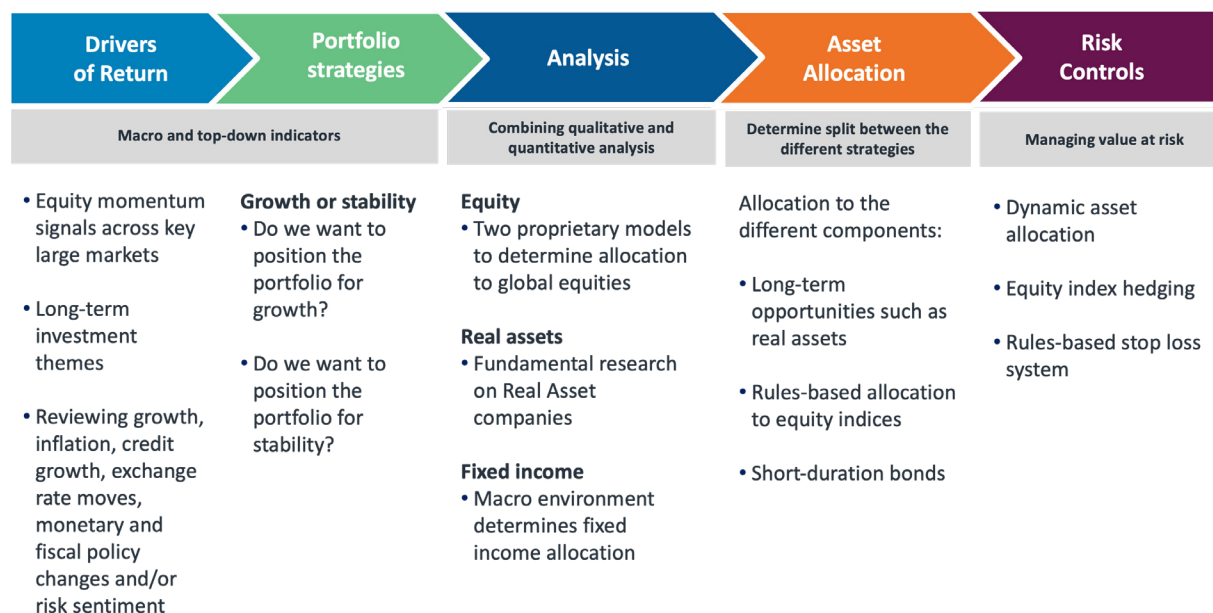 Drivers
of Return
Portfolio
strategies
Analysis
Asset
Allocation
Risk
Controls
Macro and top-down indicators
Combining qualitative and
quantitative analysis
Determine split between the
different strategies
Managing value at risk
• Equity momentum
signals across key
large markets
• Long-term
investment
themes
• Reviewing growth,
inflation, credit
growth, exchange
rate moves,
monetary and
fiscal policy
changes and/or
risk sentiment
Growth or stability
• Do we want to
position the
portfolio for
growth?
• Do we want to
position the
portfolio for
stability?
Equity
• Two proprietary models
to determine allocation
to global equities
Real assets
• Fundamental research
on Real Asset
companies
Fixed income
• Macro environment
determines fixed
income allocation
Allocation to the
different components:
• Long-term
opportunities such as
real assets
• Rules-based allocation
to equity indices
• Short-duration bonds
• Dynamic asset
allocation
• Equity index hedging
• Rules-based stop loss
system